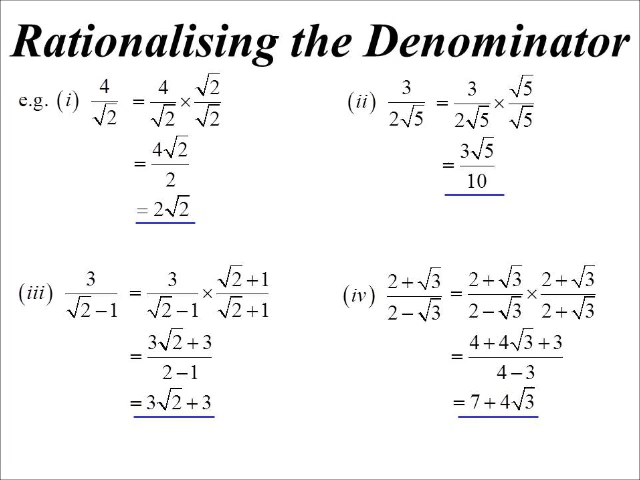 Rationalising the Denominator
e.g. (i) 4/√2 = 4/√2 × √2/√2
= 4√2/2
= 2√2
(ii) 3/2√5 = 3/2√5 × √5/√5
= 3√5/10
(iii) 3/√2−1 = 3/√2−1 × √2+1/√2+1
= 3√2+3/2−1
= 3√2+3
(iv) 2+√3/2−√3 = 2+√3/2−√3 × 2+√3/2+√3
= 4+4√3+3/4−3
= 7+4√3